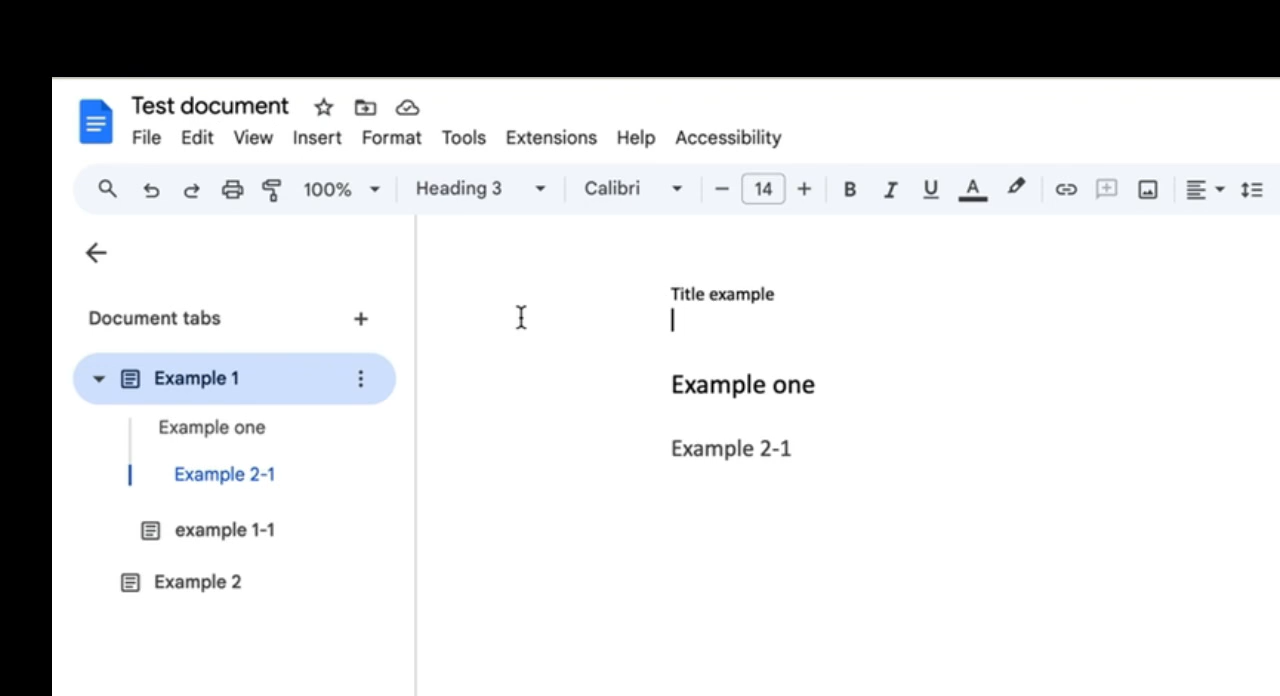 Test document
File Edit View Insert Format Tools Extensions Help Accessibility
100% Heading 3 Calibri 14 B I U A
Document tabs
Example 1
Example one
Example 2-1
example 1-1
Example 2
Title example
Example one
Example 2-1